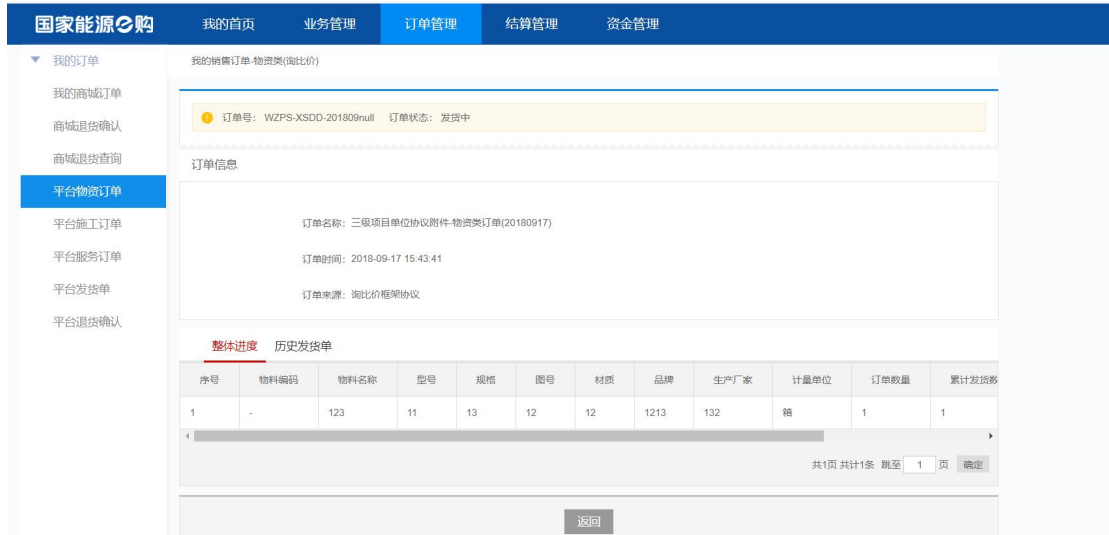 国家能源e购 我的首页 业务管理 订单管理 结算管理 资金管理
我的订单
我的商城订单
商城退货确认
商城退货查询
平台物资订单
平台施工订单
平台服务订单
平台发货单
平台退货确认
我的销售订单-物资类(询比价)
订单号: WZPS-XSDD-201809null 订单状态: 发货中
订单信息
订单名称: 三级项目单位协议附件-物资类订单(20180917)
订单时间: 2018-09-17 15:43:41
订单来源: 询比价框架协议
整体进度 历史发货单
序号 物料编码 物料名称 型号 规格 图号 材质 品牌 生产厂家 计量单位 订单数量 累计发货数
1 - 123 11 13 12 12 1213 132 箱 1 1
共1页 共计1条 跳至 1 页 确定
返回